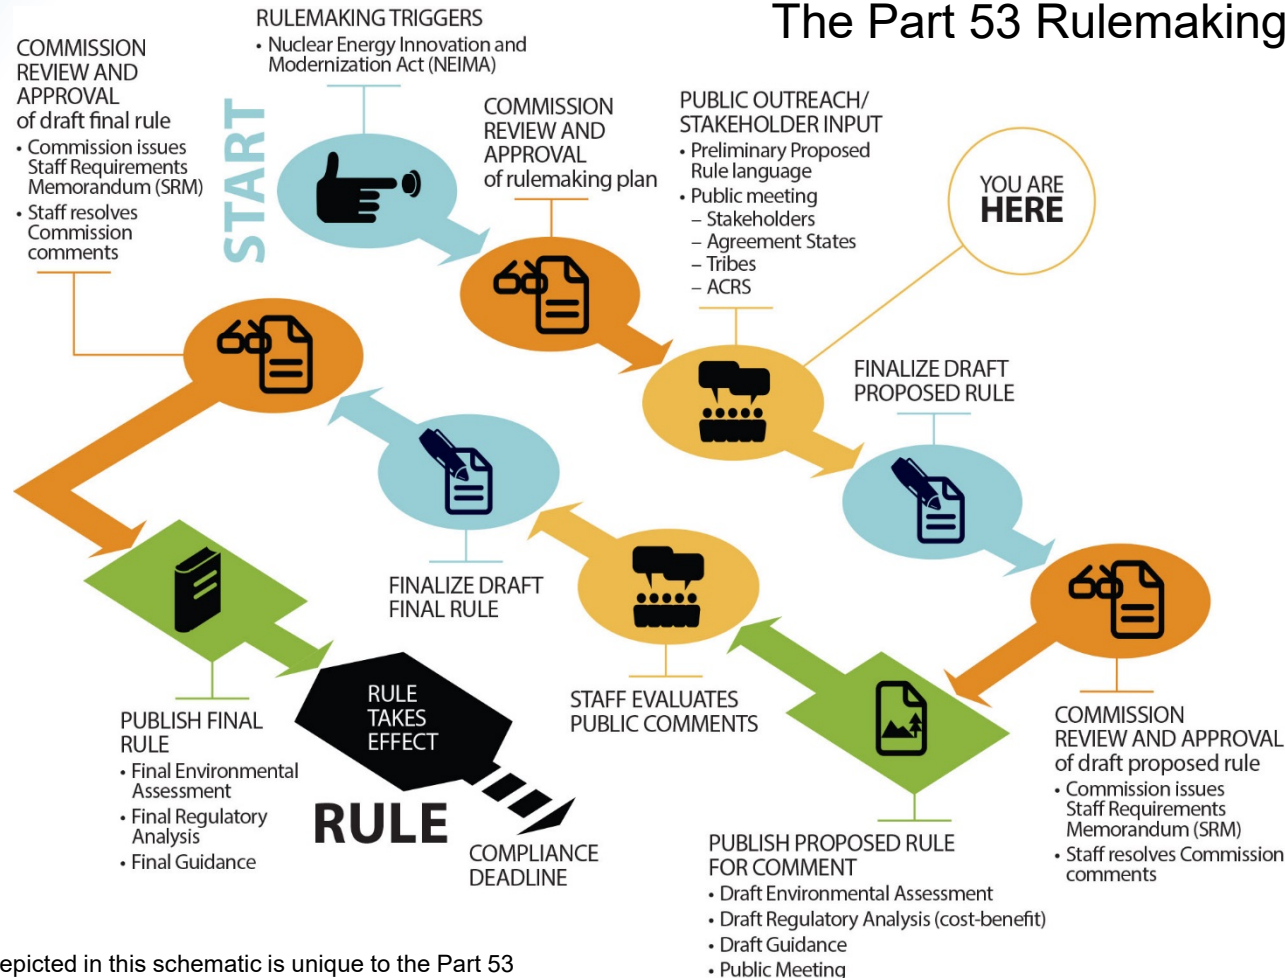 The Part 53 Rulemaking
START
RULEMAKING TRIGGERS
• Nuclear Energy Innovation and
Modernization Act (NEIMA)
COMMISSION
REVIEW AND
APPROVAL
of rulemaking plan
PUBLIC OUTREACH/
STAKEHOLDER INPUT
• Preliminary Proposed
Rule language
• Public meeting
– Stakeholders
– Agreement States
– Tribes
– ACRS
YOU ARE
HERE
FINALIZE DRAFT
PROPOSED RULE
COMMISSION
REVIEW AND APPROVAL
of draft proposed rule
• Commission issues
Staff Requirements
Memorandum (SRM)
• Staff resolves Commission
comments
PUBLISH PROPOSED RULE
FOR COMMENT
• Draft Environmental Assessment
• Draft Regulatory Analysis (cost-benefit)
• Draft Guidance
• Public Meeting
STAFF EVALUATES
PUBLIC COMMENTS
FINALIZE DRAFT
FINAL RULE
COMMISSION
REVIEW AND
APPROVAL
of draft final rule
• Commission issues
Staff Requirements
Memorandum (SRM)
• Staff resolves
Commission
comments
PUBLISH FINAL
RULE
• Final Environmental
Assessment
• Final Regulatory
Analysis
• Final Guidance
RULE
TAKES
EFFECT
RULE
COMPLIANCE
DEADLINE
epicted in this schematic is unique to the Part 53